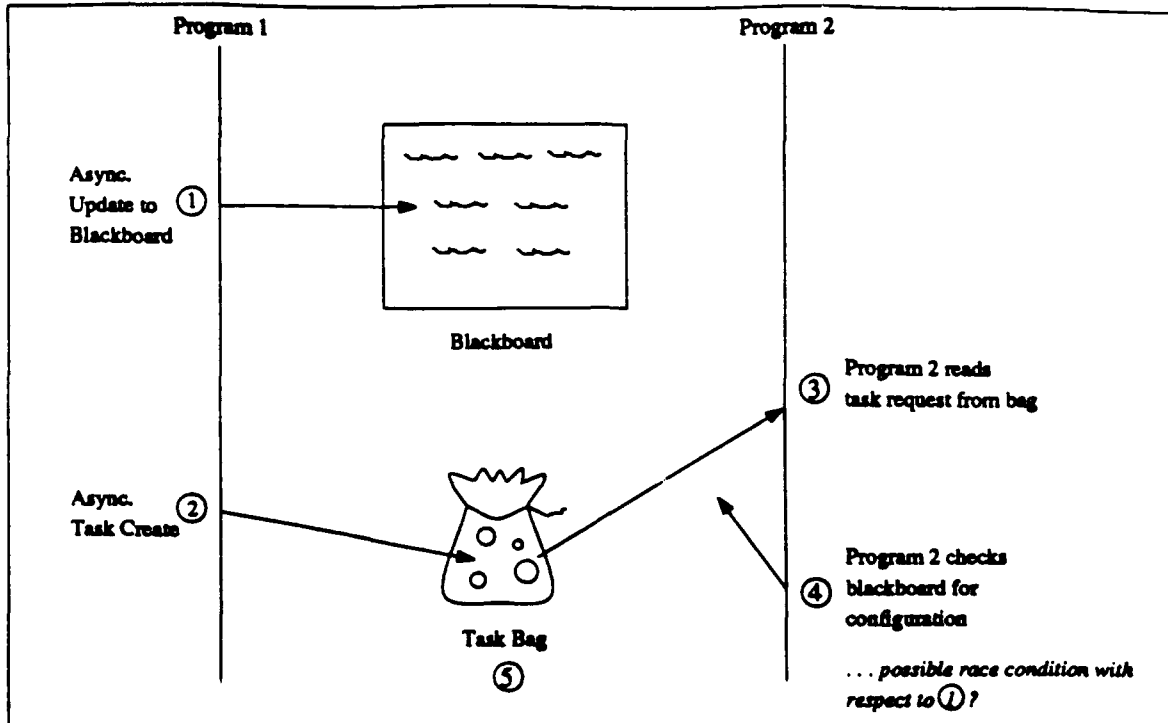 Program 1
Program 2
Async.
Update to ①
Blackboard
Blackboard
③ Program 2 reads
task request from bag
Async.
Task Create ②
Program 2 checks
④ blackboard for
configuration
Task Bag
⑤
... possible race condition with
respect to ①?